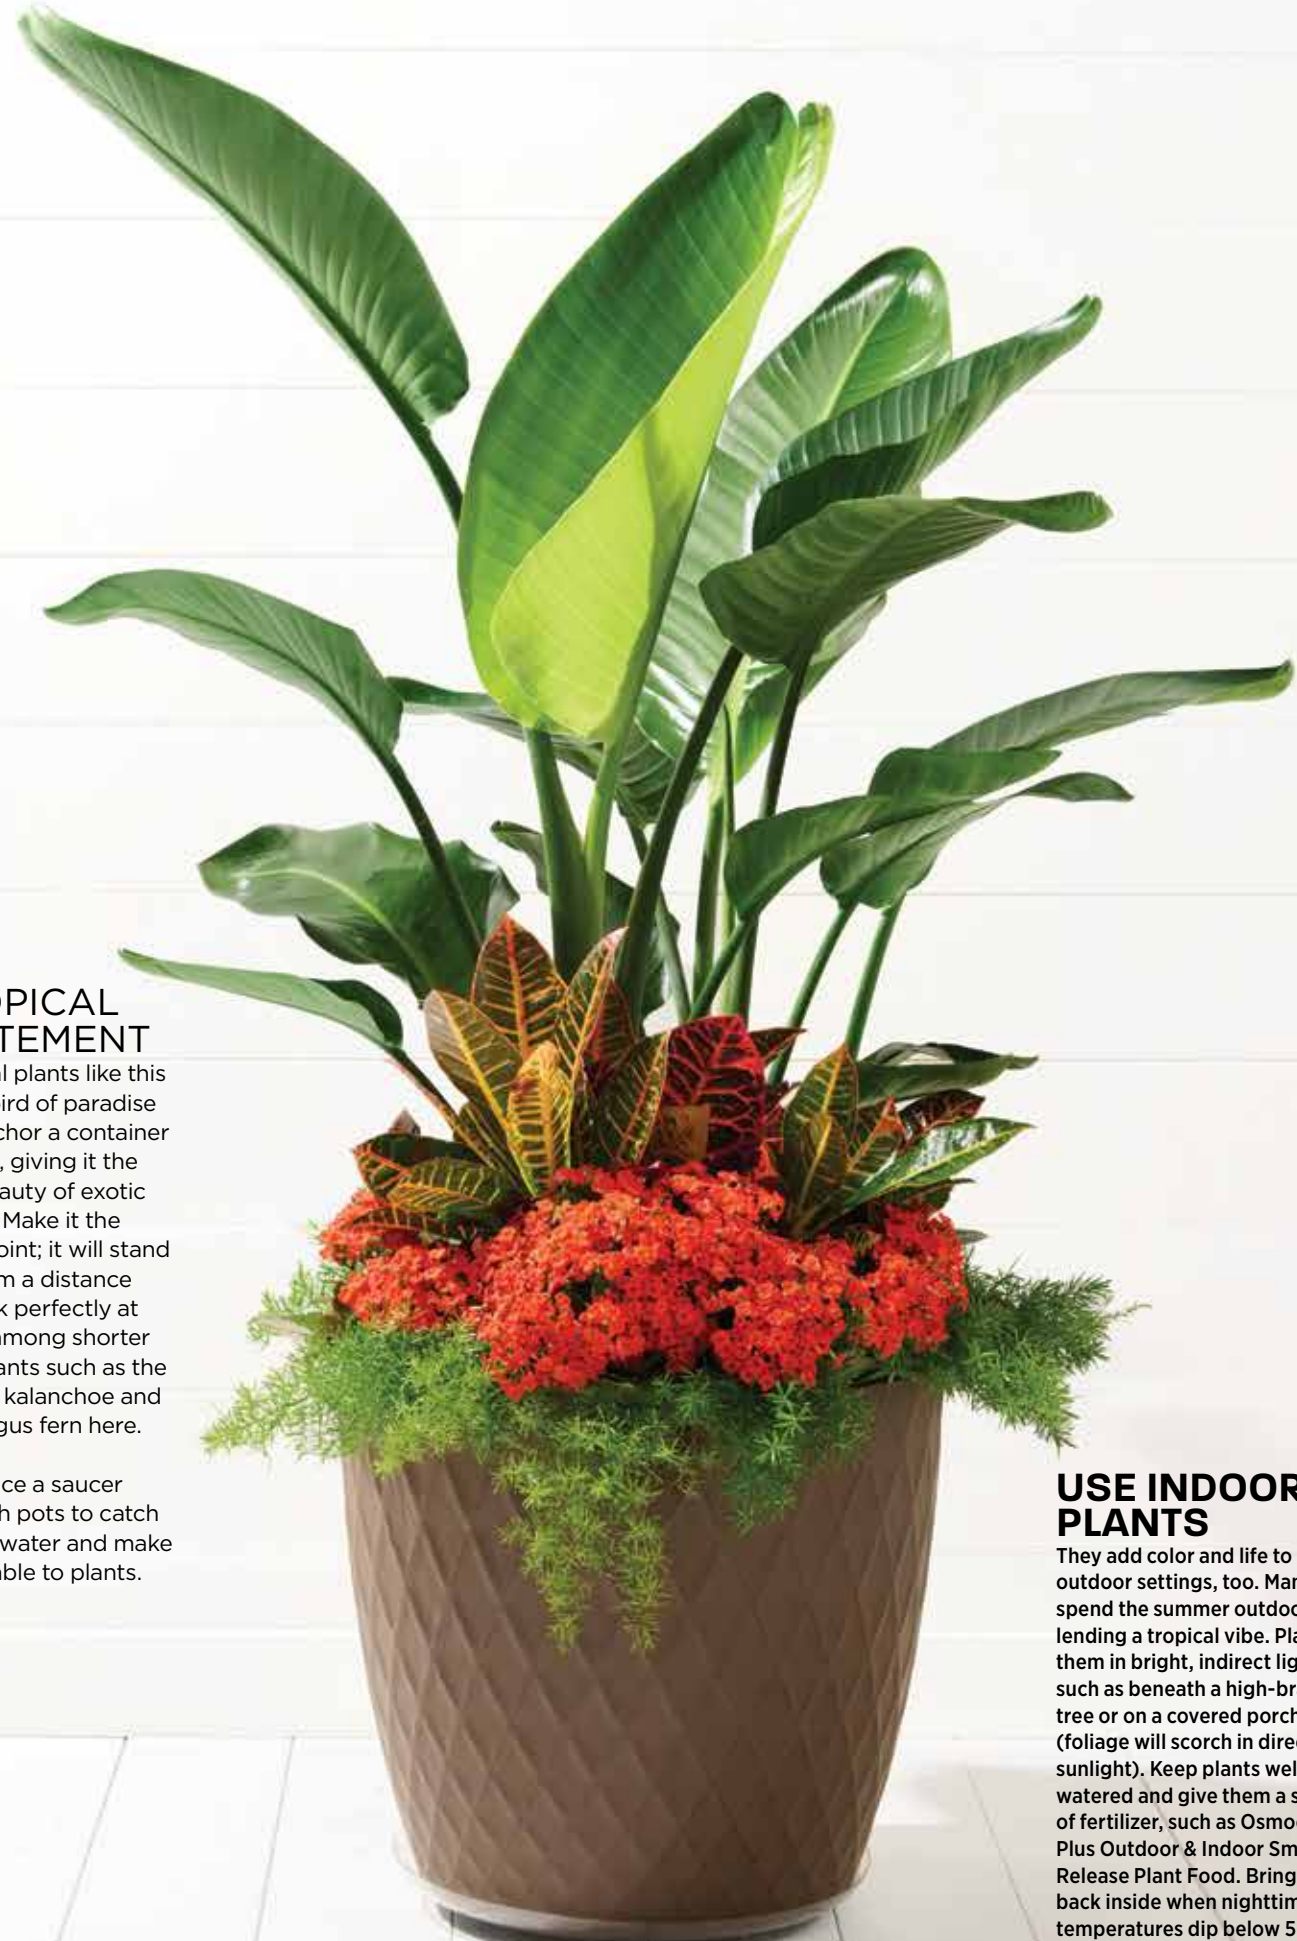 OPICAL
TEMENT
l plants like this
ird of paradise
chor a container
, giving it the
auty of exotic
Make it the
oint; it will stand
m a distance
k perfectly at
among shorter
ants such as the
kalanchoe and
gus fern here.
ce a saucer
h pots to catch
water and make
able to plants.
USE INDOOR
PLANTS
They add color and life to
outdoor settings, too. Man
spend the summer outdoo
lending a tropical vibe. Pla
them in bright, indirect lig
such as beneath a high-bra
tree or on a covered porch
(foliage will scorch in direc
sunlight). Keep plants well
watered and give them a s
of fertilizer, such as Osmoc
Plus Outdoor & Indoor Sm
Release Plant Food. Bring
back inside when nighttim
temperatures dip below 5